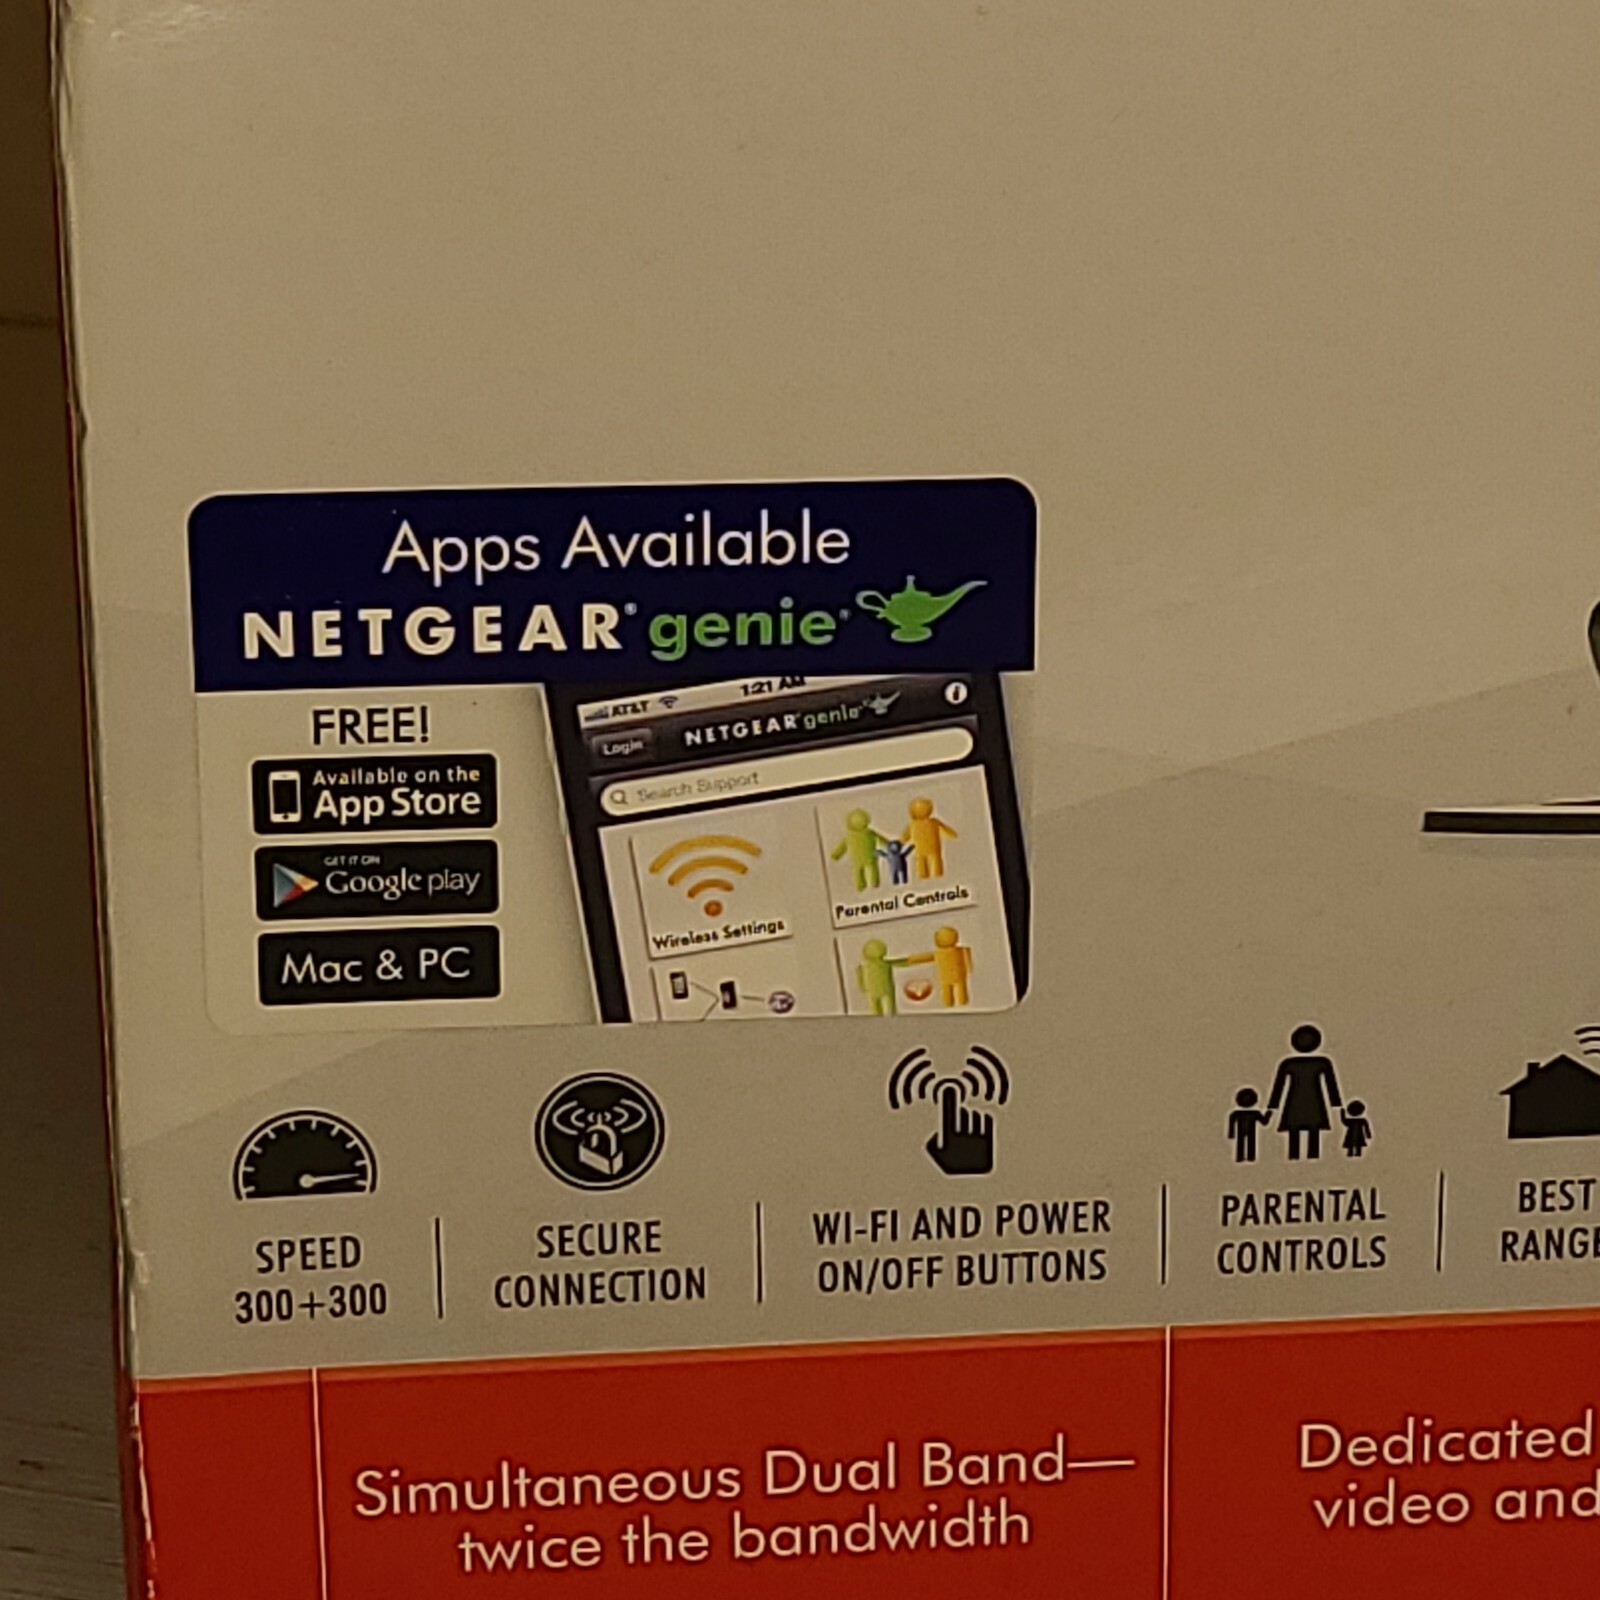 Apps Available
NETGEAR® genie®
FREE!
Available on the
App Store
GET IT ON
Google play
Mac & PC
AT&T 1:21 AM
Login NETGEAR® genie®
Search Support
Wireless Settings
Parental Controls
SPEED
300+300
SECURE
CONNECTION
WI-FI AND POWER
ON/OFF BUTTONS
PARENTAL
CONTROLS
BEST
RANGE
Simultaneous Dual Band—
twice the bandwidth
Dedicated
video and